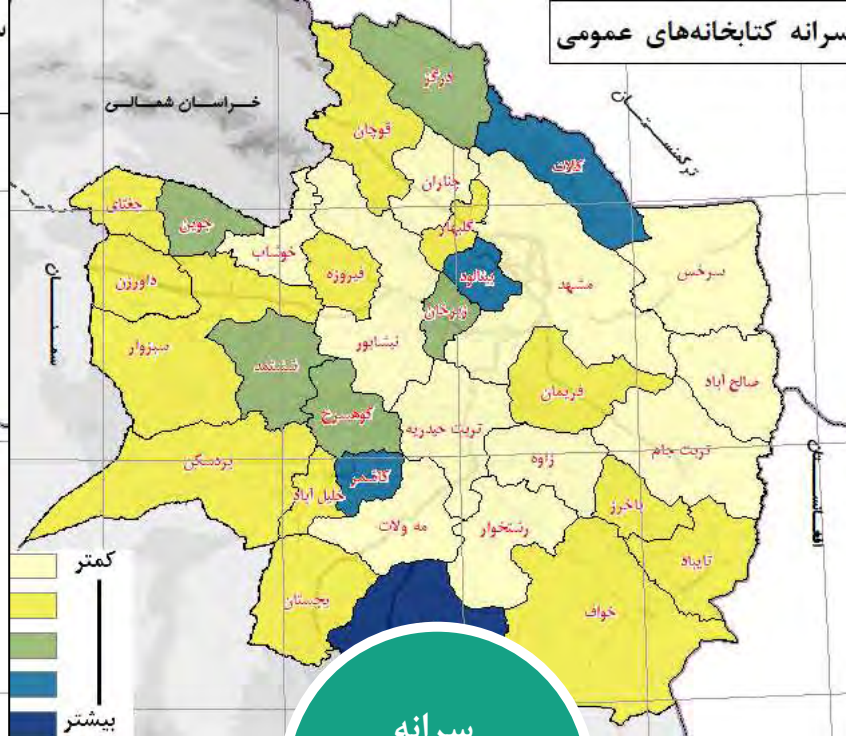 سرانه کتابخانه‌های عمومی
درگز
خراسان شمالی
قوچان
ترکمنستان
کلات
چناران
جغتای
جوین
گلبهار
خوشاب
فیروزه
بینالود
مشهد
سرخس
داورزن
سمنان
زبرخان
سبزوار
نیشابور
ششتمد
فریمان
صالح آباد
کوهسرخ
تربت حیدریه
بردسکن
زاوه
تربت جام
کاشمر
خلیل آباد
افغانستان
باخرز
مه ولات
رشتخوار
تایباد
بجستان
خواف
کمتر
بیشتر
سرانه